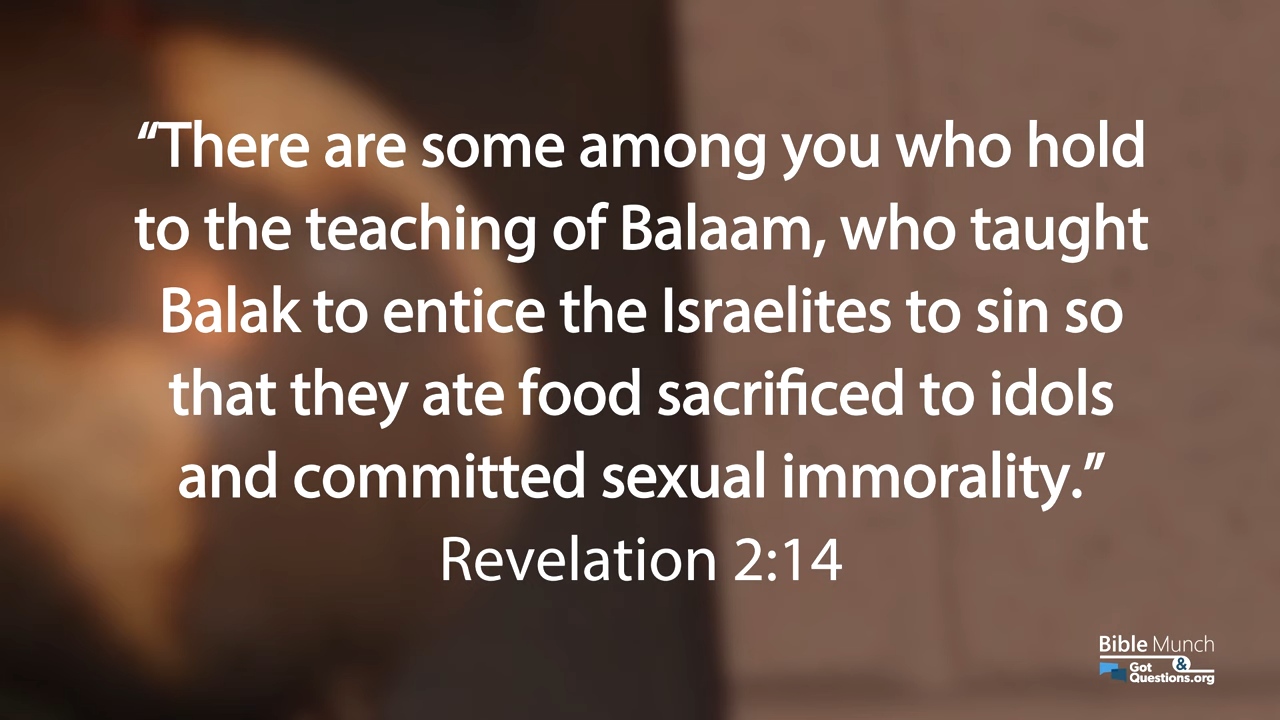 “There are some among you who hold
to the teaching of Balaam, who taught
Balak to entice the Israelites to sin so
that they ate food sacrificed to idols
and committed sexual immorality.”
Revelation 2:14
Bible Munch
&
Got
Questions.org